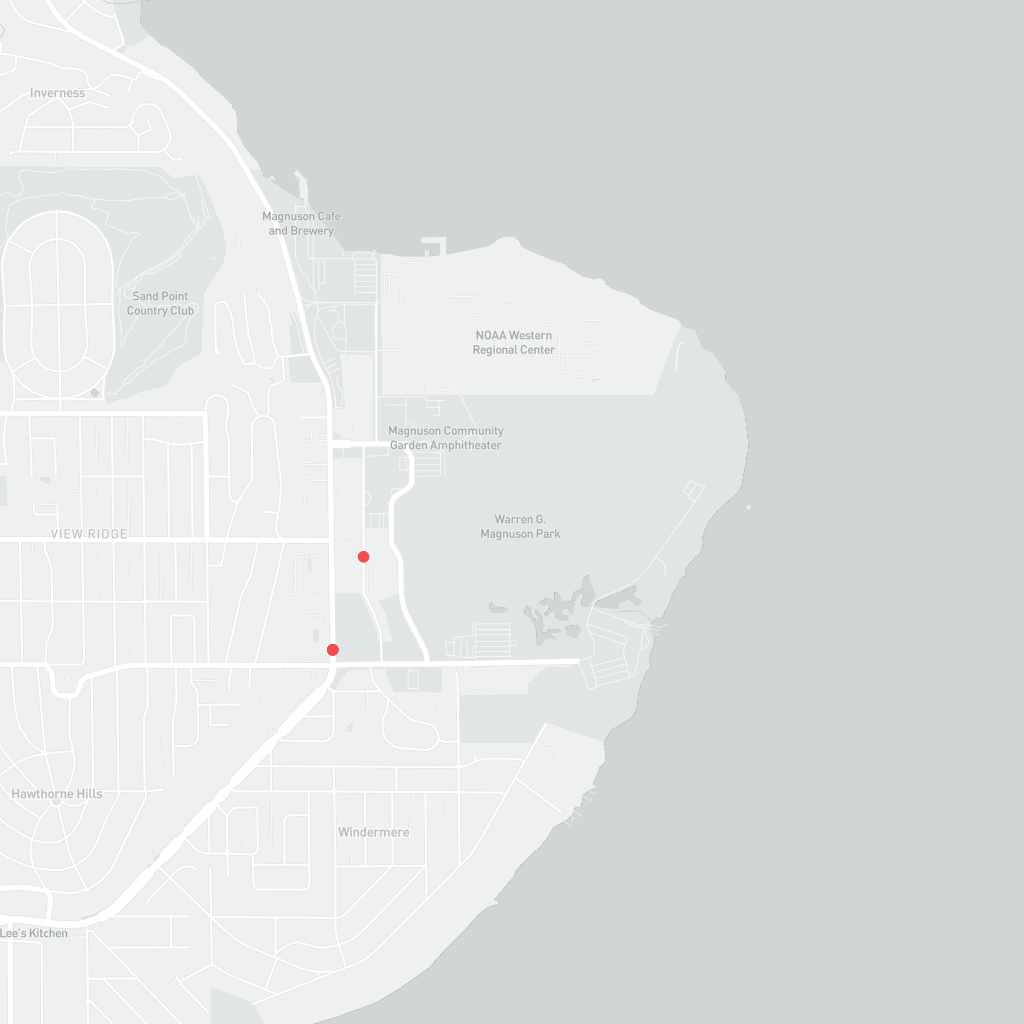 Inverness
Magnuson Cafe
and Brewery
Sand Point
Country Club
NOAA Western
Regional Center
Magnuson Community
Garden Amphitheater
Warren G.
Magnuson Park
VIEW RIDGE
Hawthorne Hills
Windermere
Lee's Kitchen